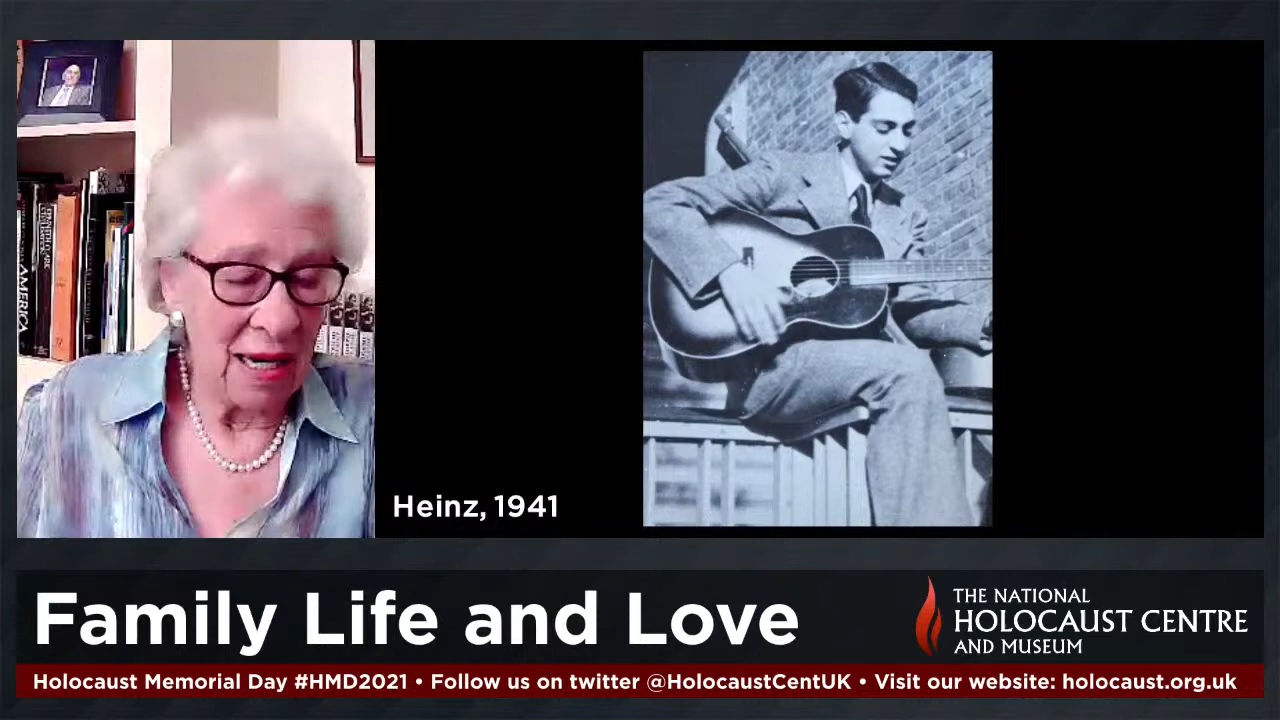 AMERICA
Heinz, 1941
Family Life and Love
THE NATIONAL
HOLOCAUST CENTRE
AND MUSEUM
Holocaust Memorial Day #HMD2021 • Follow us on twitter @HolocaustCentUK • Visit our website: holocaust.org.uk